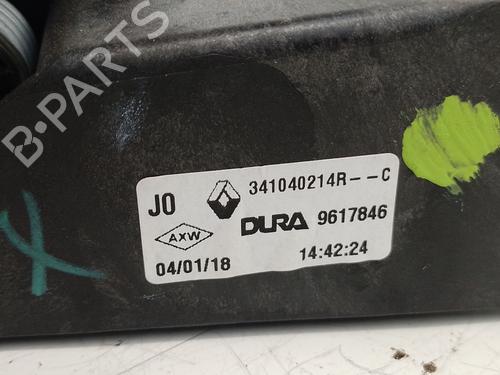 B-PARTS
J0 341040214R--C
AXW DURA 9617846
04/01/18 14:42:24
X